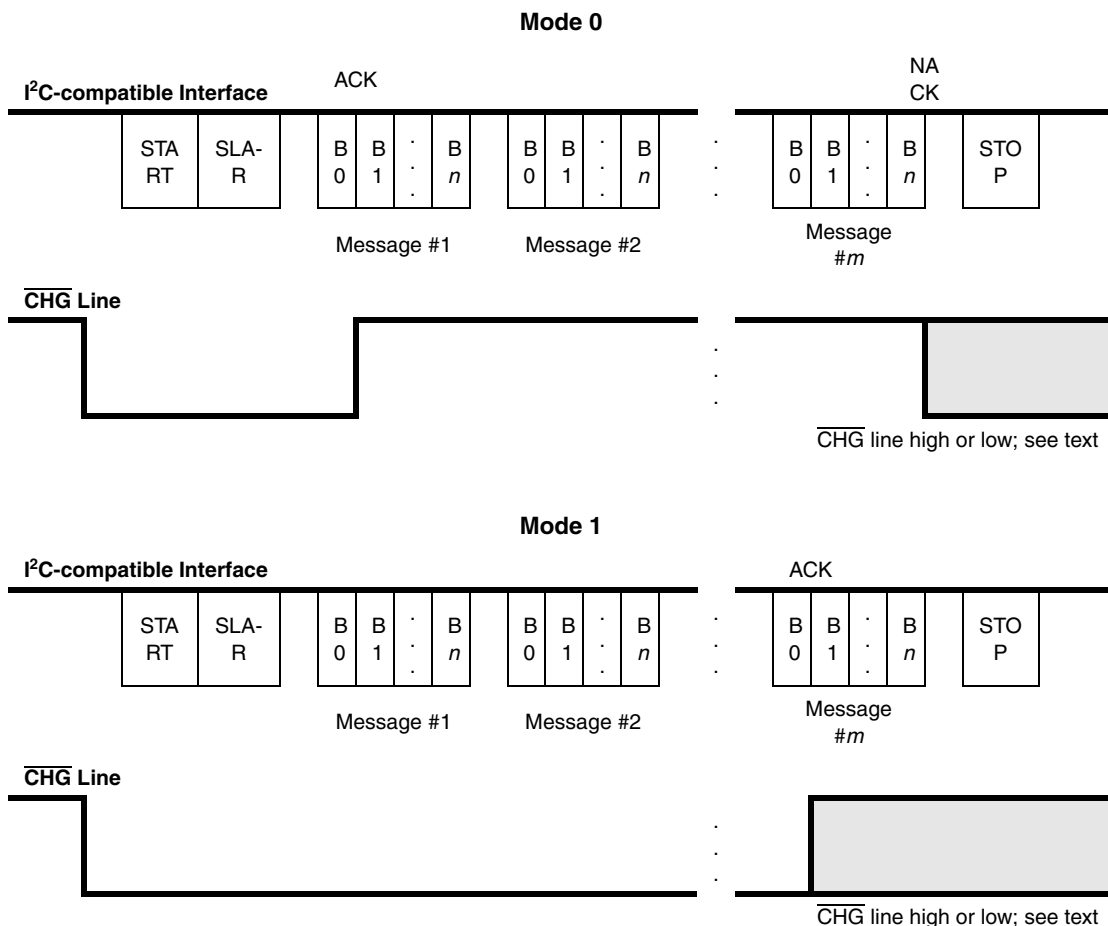 Mode 0
ACK
NA
CK
I²C-compatible Interface
STA
RT
SLA-
R
B
0
B
1
.
.
.
B
n
B
0
B
1
.
.
.
B
n
.
.
.
B
0
B
1
.
.
.
B
n
STO
P
Message #1
Message #2
Message
#m
CHG Line
.
.
.
CHG line high or low; see text
Mode 1
I²C-compatible Interface
ACK
STA
RT
SLA-
R
B
0
B
1
.
.
.
B
n
B
0
B
1
.
.
.
B
n
.
.
.
B
0
B
1
.
.
.
B
n
STO
P
Message #1
Message #2
Message
#m
CHG Line
.
.
.
CHG line high or low; see text